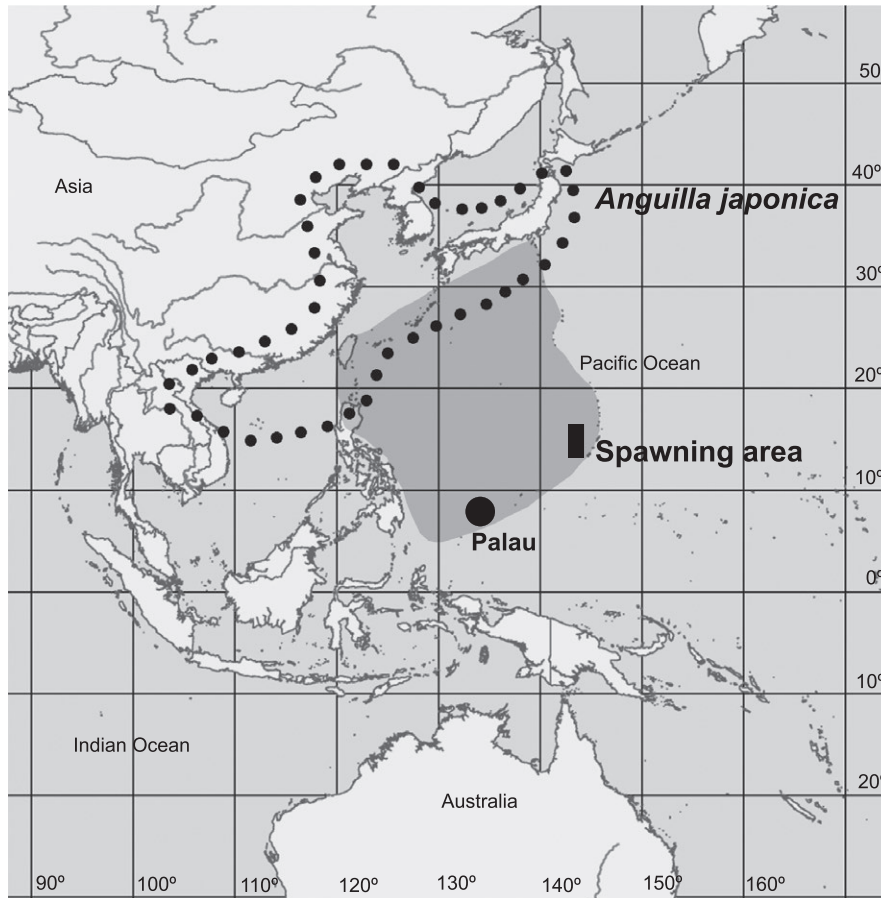 50
Asia
40º
Anguilla japonica
30º
Pacific Ocean
20º
Spawning area
10º
Palau
0º
10º
Indian Ocean
20º
Australia
90º
100º
110º
120º
130º
140º
150º
160º